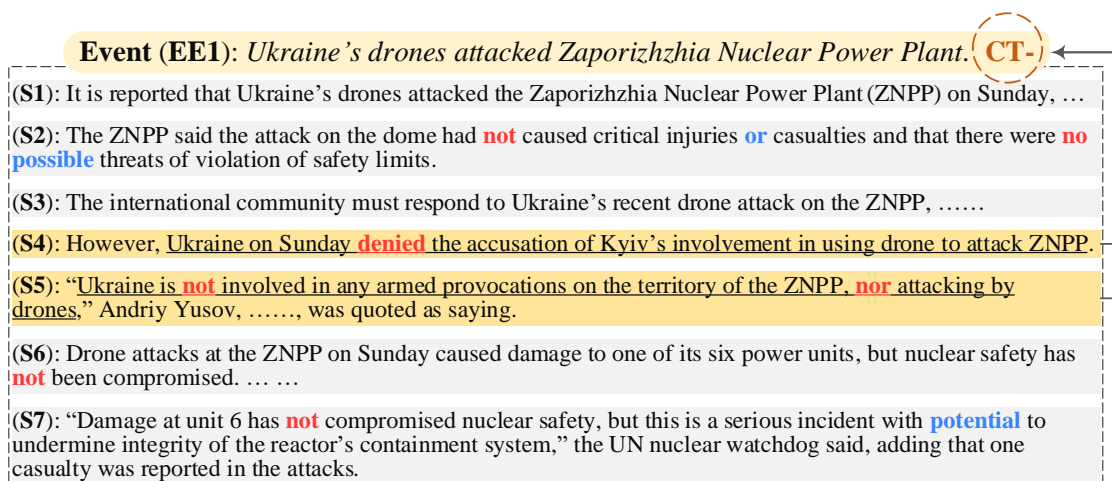 Event (EE1): Ukraine's drones attacked Zaporizhzhia Nuclear Power Plant. CT-
(S1): It is reported that Ukraine's drones attacked the Zaporizhzhia Nuclear Power Plant (ZNPP) on Sunday, …
(S2): The ZNPP said the attack on the dome had not caused critical injuries or casualties and that there were no
possible threats of violation of safety limits.
(S3): The international community must respond to Ukraine's recent drone attack on the ZNPP, ……
(S4): However, Ukraine on Sunday denied the accusation of Kyiv's involvement in using drone to attack ZNPP.
(S5): “Ukraine is not involved in any armed provocations on the territory of the ZNPP, nor attacking by
drones,” Andriy Yusov, ……, was quoted as saying.
(S6): Drone attacks at the ZNPP on Sunday caused damage to one of its six power units, but nuclear safety has
not been compromised. … …
(S7): “Damage at unit 6 has not compromised nuclear safety, but this is a serious incident with potential to
undermine integrity of the reactor's containment system,” the UN nuclear watchdog said, adding that one
casualty was reported in the attacks.